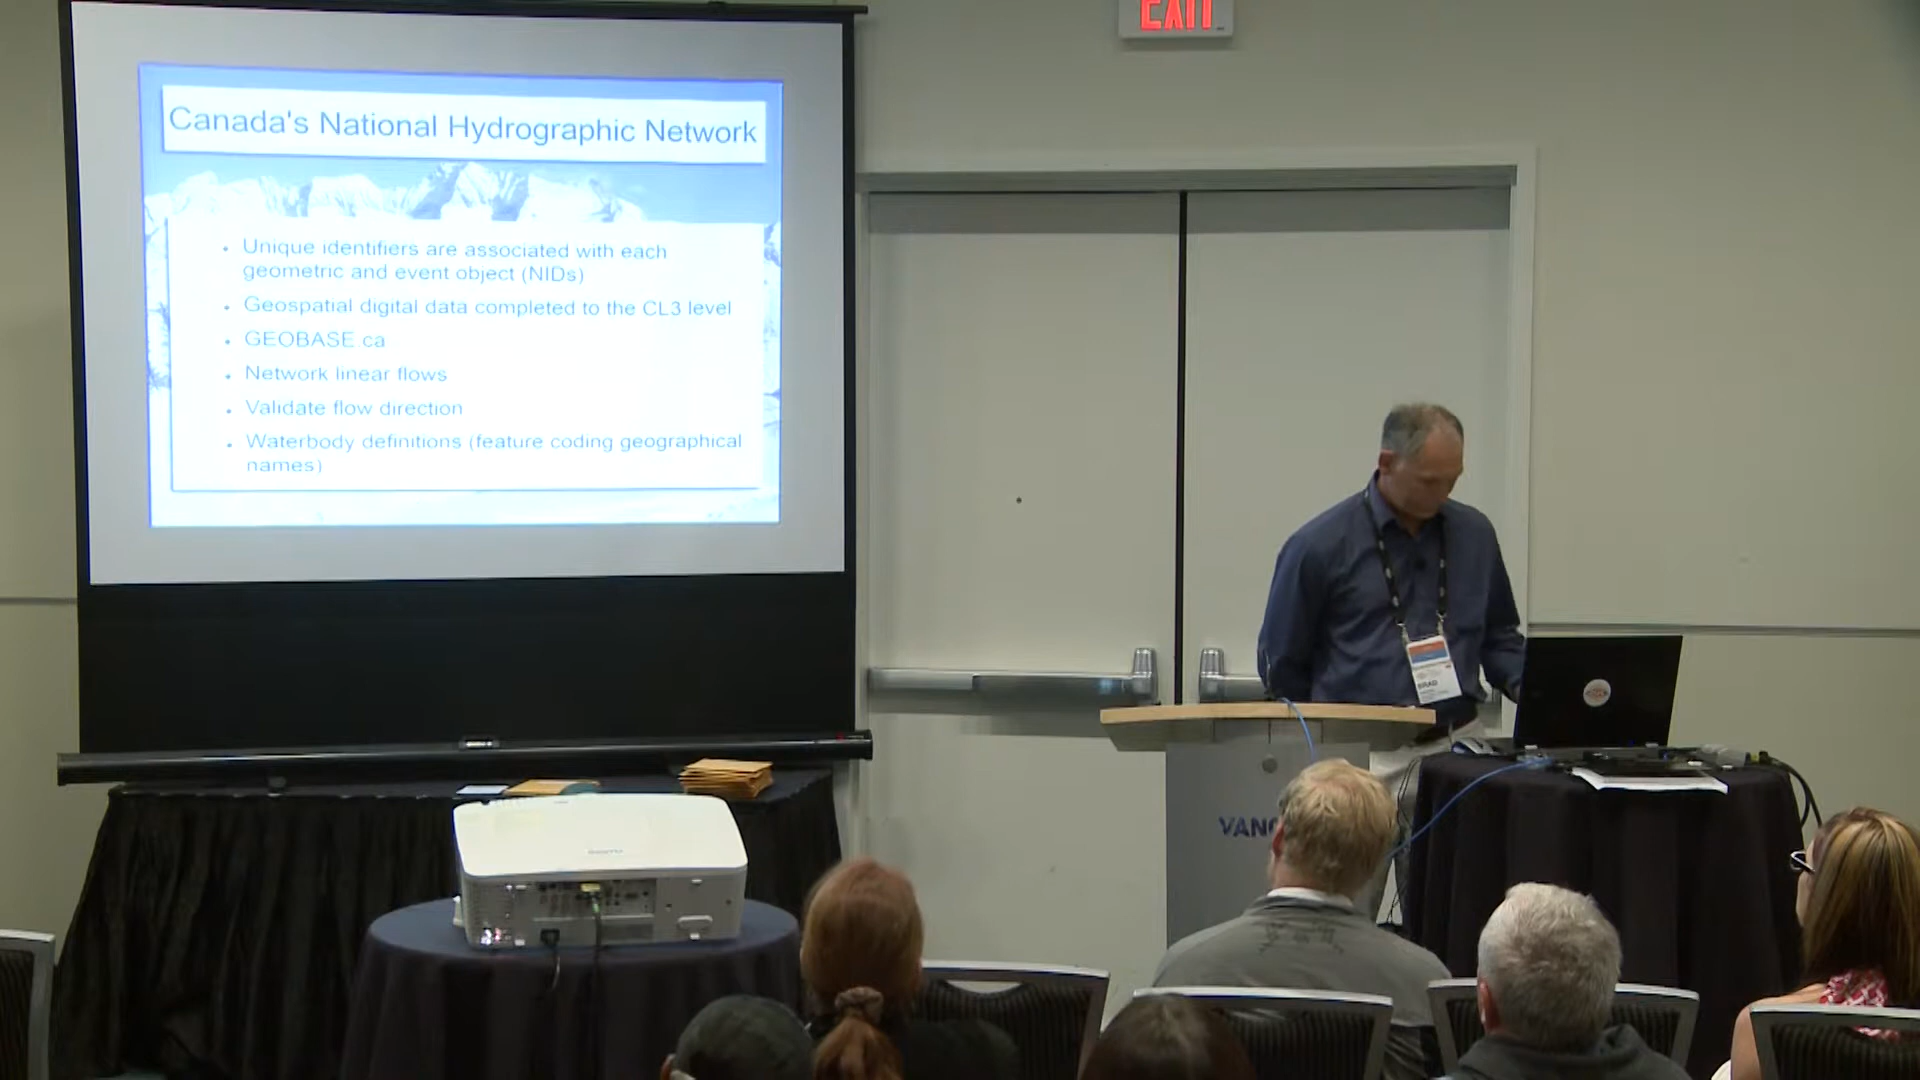 EXIT
Canada's National Hydrographic Network
Unique identifiers are associated with each
geometric and event object (NIDs)
Geospatial digital data completed to the CL3 level
GEOBASE.ca
Network linear flows
Validate flow direction
Waterbody definitions (feature coding geographical
names)
BRAD
VANC